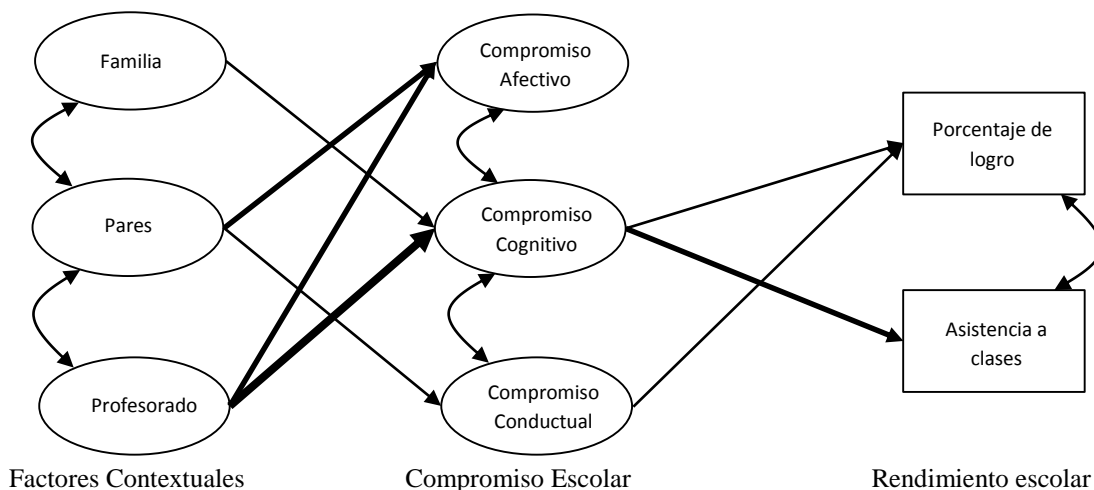 Familia
Pares
Profesorado
Factores Contextuales
Compromiso
Afectivo
Compromiso
Cognitivo
Compromiso
Conductual
Compromiso Escolar
Porcentaje de
logro
Asistencia a
clases
Rendimiento escolar